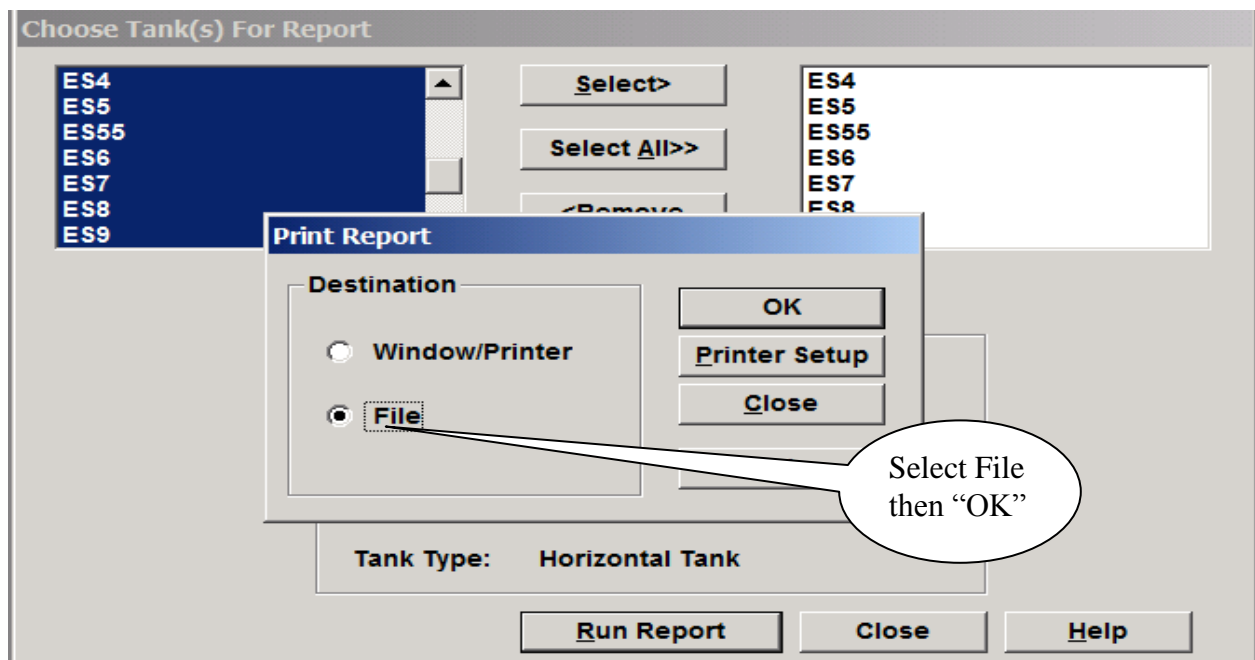 Choose Tank(s) For Report
ES4
ES5
ES55
ES6
ES7
ES8
ES9
Select>
Select All>>
<Remove
ES4
ES5
ES55
ES6
ES7
ES8
Print Report
Destination
Window/Printer
File
OK
Printer Setup
Close
Select File
then “OK”
Tank Type: Horizontal Tank
Run Report
Close
Help